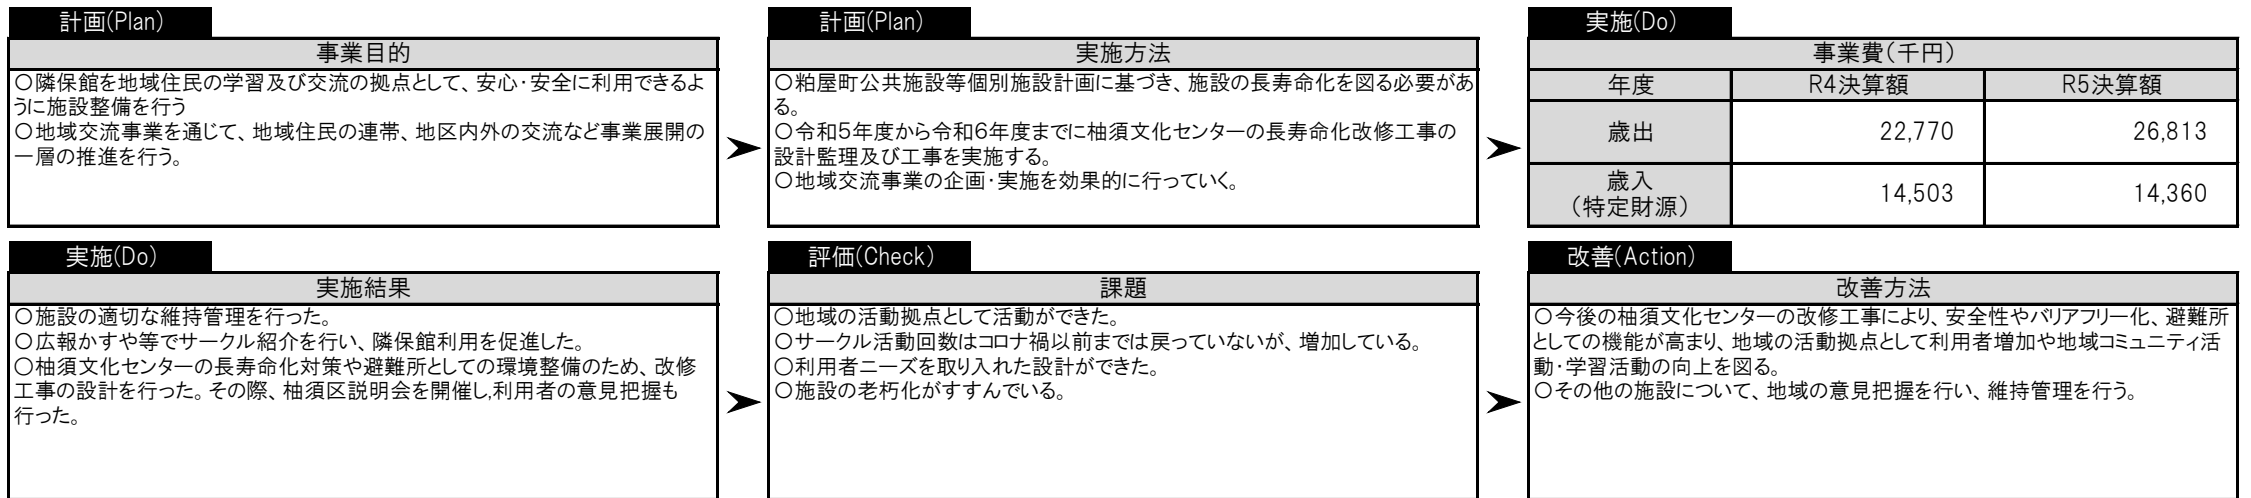 計画(Plan)
事業目的
○隣保館を地域住民の学習及び交流の拠点として、安心・安全に利用できるよ
うに施設整備を行う
○地域交流事業を通じて、地域住民の連帯、地区内外の交流など事業展開の
一層の推進を行う。
計画(Plan)
実施方法
○粕屋町公共施設等個別施設計画に基づき、施設の長寿命化を図る必要があ
る。
○令和5年度から令和6年度までに柚須文化センターの長寿命化改修工事の
設計監理及び工事を実施する。
○地域交流事業の企画・実施を効果的に行っていく。
実施(Do)
事業費(千円)
年度 R4決算額 R5決算額
歳出 22,770 26,813
歳入
(特定財源) 14,503 14,360
実施(Do)
実施結果
○施設の適切な維持管理を行った。
○広報かすや等でサークル紹介を行い、隣保館利用を促進した。
○柚須文化センターの長寿命化対策や避難所としての環境整備のため、改修
工事の設計を行った。その際、柚須区説明会を開催し,利用者の意見把握も
行った。
評価(Check)
課題
○地域の活動拠点として活動ができた。
○サークル活動回数はコロナ禍以前までは戻っていないが、増加している。
○利用者ニーズを取り入れた設計ができた。
○施設の老朽化がすすんでいる。
改善(Action)
改善方法
○今後の柚須文化センターの改修工事により、安全性やバリアフリー化、避難所
としての機能が高まり、地域の活動拠点として利用者増加や地域コミュニティ活
動・学習活動の向上を図る。
○その他の施設について、地域の意見把握を行い、維持管理を行う。